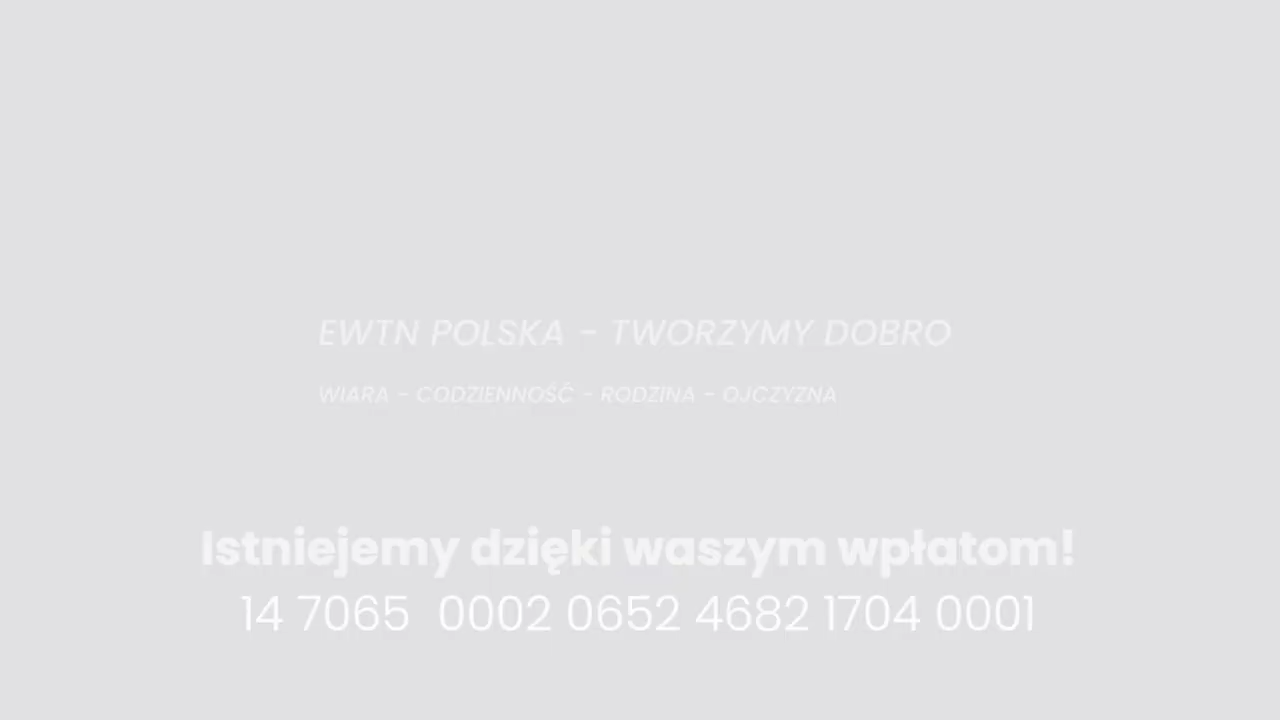 EWTN POLSKA - TWORZYMY DOBRO
WIARA - CODZIENNOŚĆ - RODZINA - OJCZYZNA
Istniejemy dzięki waszym wpłatom!
14 7065 0002 0652 4682 1704 0001